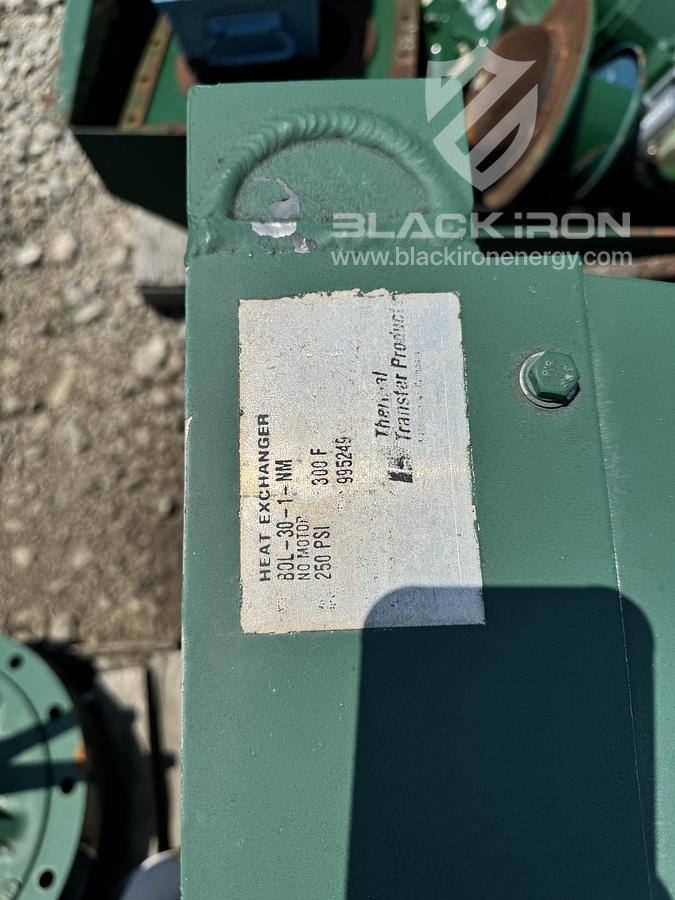 BLACK IRON
www.blackironenergy.com
HEAT EXCHANGER
BOL-30-1-NM
NO MOTOR
250 PSI 300 F
995249
Thermal
Transfer Products